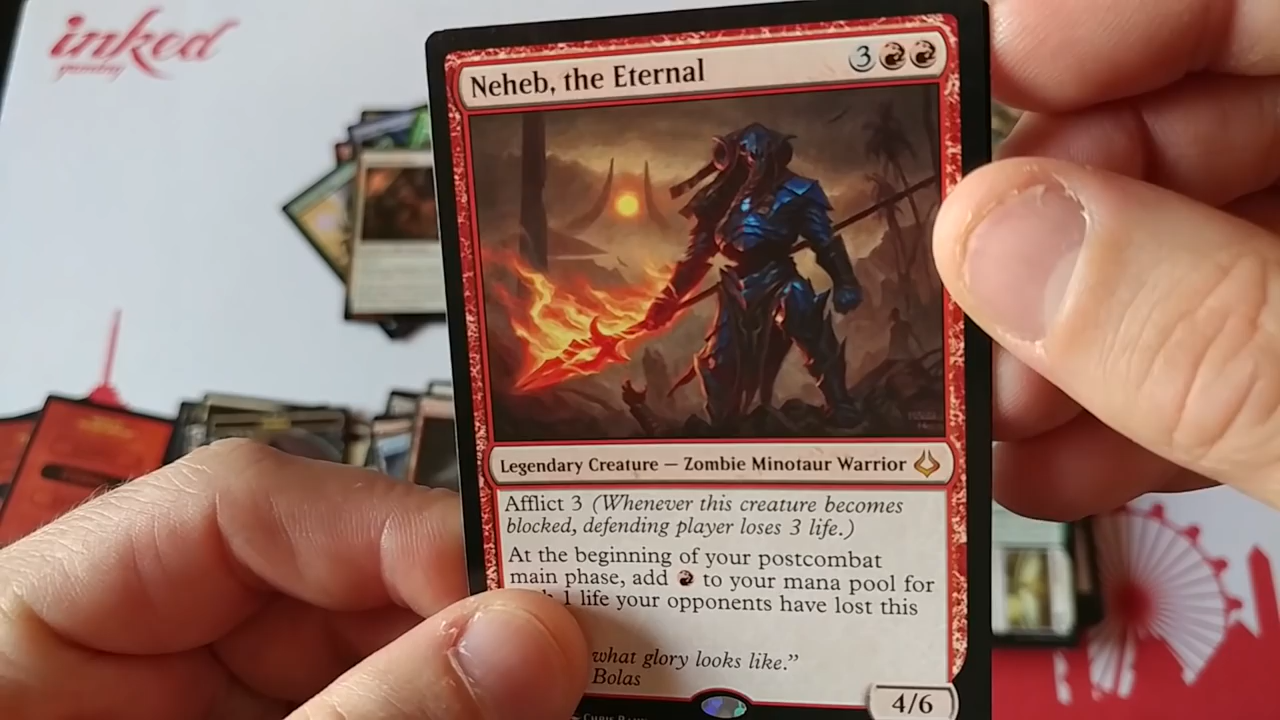 inked
gaming
Neheb, the Eternal
3
Legendary Creature — Zombie Minotaur Warrior
Afflict 3 (Whenever this creature becomes
blocked, defending player loses 3 life.)
At the beginning of your postcombat
main phase, add to your mana pool for
1 life your opponents have lost this
what glory looks like.”
Bolas
4/6